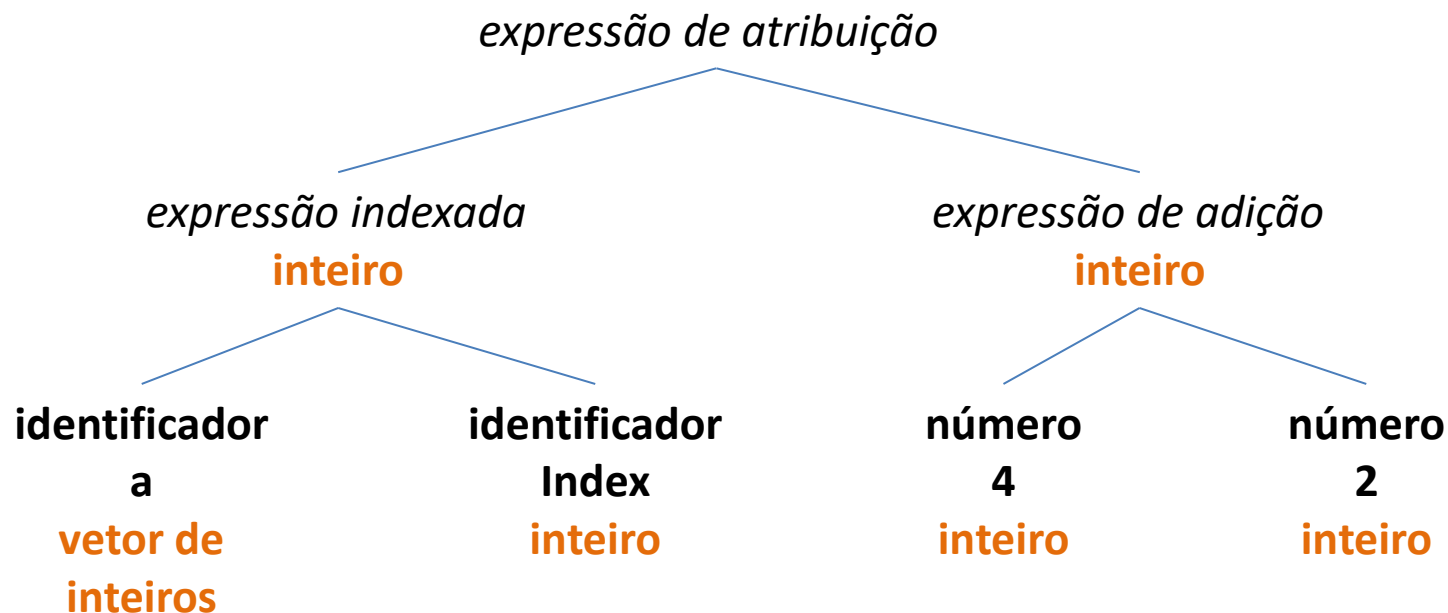 expressão de atribuição
expressão indexada
inteiro
expressão de adição
inteiro
identificador
a
vetor de
inteiros
identificador
Index
inteiro
número
4
inteiro
número
2
inteiro